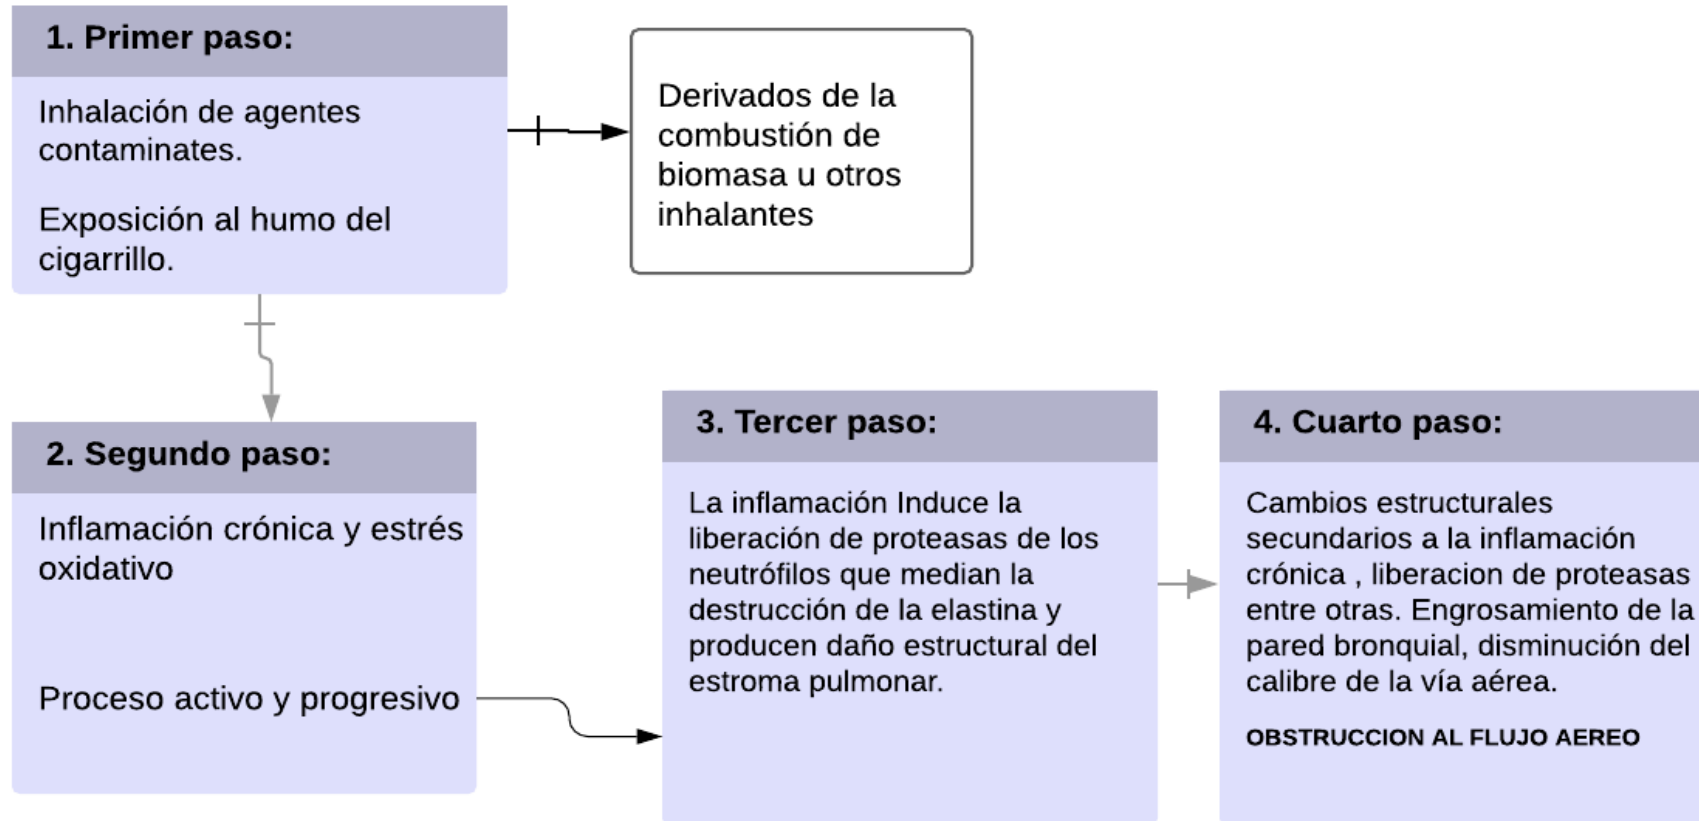 1. Primer paso:
Inhalación de agentes
contaminates.
Exposición al humo del
cigarrillo.
Derivados de la
combustión de
biomasa u otros
inhalantes
2. Segundo paso:
Inflamación crónica y estrés
oxidativo
Proceso activo y progresivo
3. Tercer paso:
La inflamación Induce la
liberación de proteasas de los
neutrófilos que median la
destrucción de la elastina y
producen daño estructural del
estroma pulmonar.
4. Cuarto paso:
Cambios estructurales
secundarios a la inflamación
crónica , liberacion de proteasas
entre otras. Engrosamiento de la
pared bronquial, disminución del
calibre de la vía aérea.
OBSTRUCCION AL FLUJO AEREO